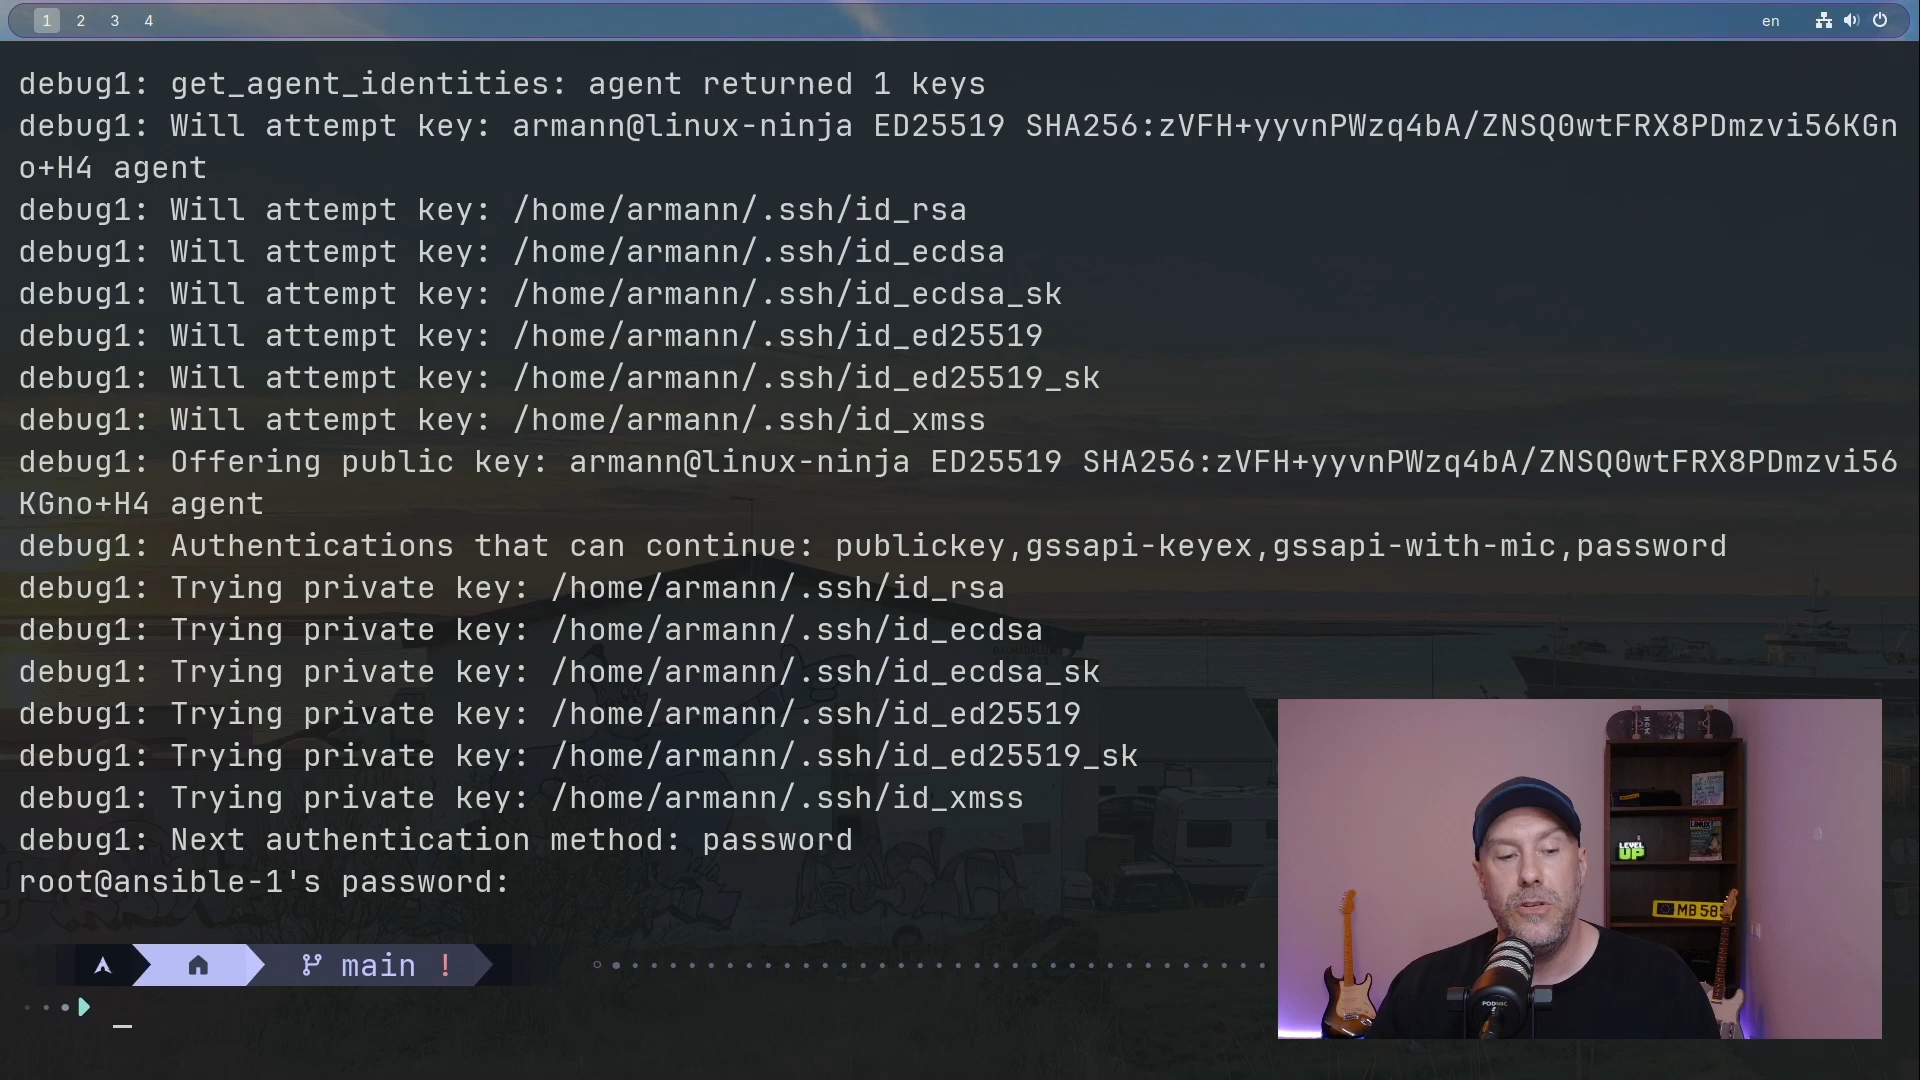 1 2 3 4 en
debug1: get_agent_identities: agent returned 1 keys
debug1: Will attempt key: armann@linux-ninja ED25519 SHA256:zVFH+yyvnPWzq4bA/ZNSQ0wtFRX8PDmzvi56KGn
o+H4 agent
debug1: Will attempt key: /home/armann/.ssh/id_rsa
debug1: Will attempt key: /home/armann/.ssh/id_ecdsa
debug1: Will attempt key: /home/armann/.ssh/id_ecdsa_sk
debug1: Will attempt key: /home/armann/.ssh/id_ed25519
debug1: Will attempt key: /home/armann/.ssh/id_ed25519_sk
debug1: Will attempt key: /home/armann/.ssh/id_xmss
debug1: Offering public key: armann@linux-ninja ED25519 SHA256:zVFH+yyvnPWzq4bA/ZNSQ0wtFRX8PDmzvi56
KGno+H4 agent
debug1: Authentications that can continue: publickey,gssapi-keyex,gssapi-with-mic,password
debug1: Trying private key: /home/armann/.ssh/id_rsa
debug1: Trying private key: /home/armann/.ssh/id_ecdsa
debug1: Trying private key: /home/armann/.ssh/id_ecdsa_sk
debug1: Trying private key: /home/armann/.ssh/id_ed25519
debug1: Trying private key: /home/armann/.ssh/id_ed25519_sk
debug1: Trying private key: /home/armann/.ssh/id_xmss
debug1: Next authentication method: password
root@ansible-1's password:
main !
LEVEL
UP
MB 585
PODMIC